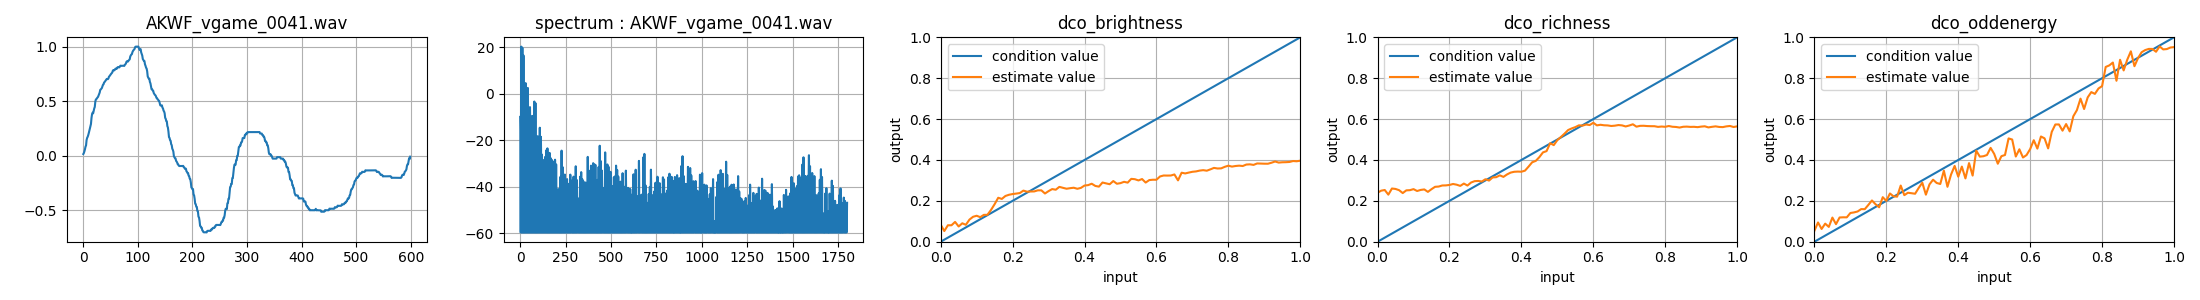 AKWF_vgame_0041.wav
1.0
0.5
0.0
−0.5
0 100 200 300 400 500 600
spectrum : AKWF_vgame_0041.wav
20
0
−20
−40
−60
0 250 500 750 1000 1250 1500 1750
dco_brightness
condition value
estimate value
output
1.0
0.8
0.6
0.4
0.2
0.0
0.0 0.2 0.4 0.6 0.8 1.0
input
dco_richness
condition value
estimate value
output
1.0
0.8
0.6
0.4
0.2
0.0
0.0 0.2 0.4 0.6 0.8 1.0
input
dco_oddenergy
condition value
estimate value
output
1.0
0.8
0.6
0.4
0.2
0.0
0.0 0.2 0.4 0.6 0.8 1.0
input